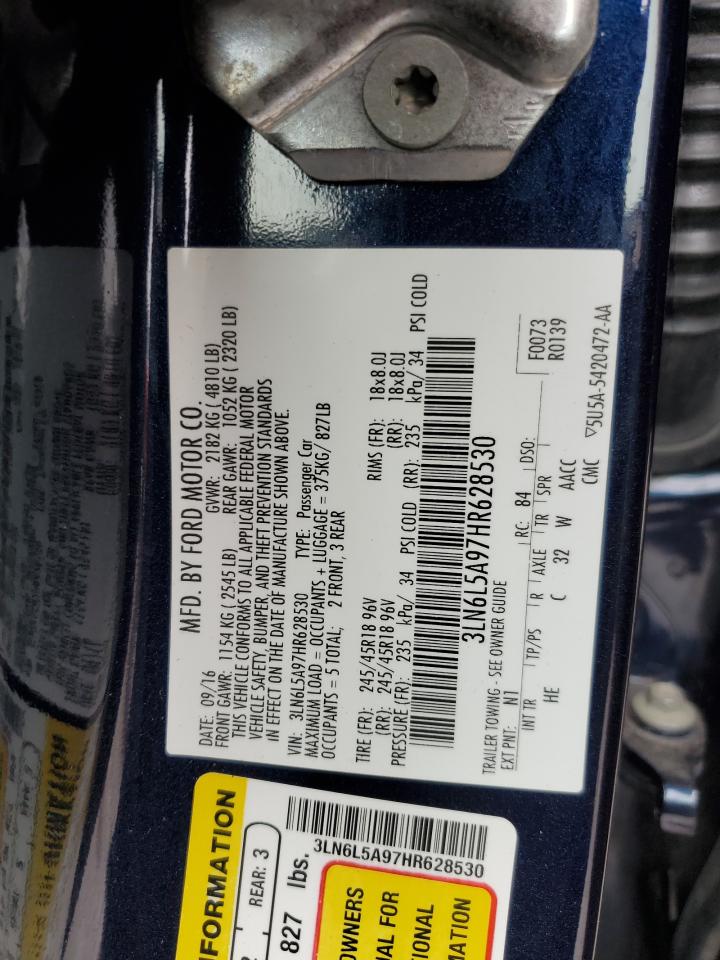 MFD. BY FORD MOTOR CO.
DATE: 09/16 GVWR: 2182 KG ( 4810 LB)
FRONT GAWR: 1154 KG ( 2545 LB) REAR GAWR: 1052 KG ( 2320 LB)
THIS VEHICLE CONFORMS TO ALL APPLICABLE FEDERAL MOTOR
VEHICLE SAFETY, BUMPER, AND THEFT PREVENTION STANDARDS
IN EFFECT ON THE DATE OF MANUFACTURE SHOWN ABOVE.
VIN: 3LN6L5A97HR628530 TYPE: Passenger Car
MAXIMUM LOAD = OCCUPANTS + LUGGAGE = 375KG/ 827LB
OCCUPANTS = 5 TOTAL; 2 FRONT, 3 REAR
TIRE (FR): 245/45R18 96V RIMS (FR): 18x8.0J
(RR): 245/45R18 96V (RR): 18x8.0J
PRESSURE (FR): 235 kPa/ 34 PSI COLD (RR): 235 kPa/ 34 PSI COLD
3LN6L5A97HR628530
TRAILER TOWING - SEE OWNER GUIDE
EXT PNT: N1 RC: 84 DSO: F0073
R0139
INT TR TP/PS R AXLE TR SPR
HE C 32 W AACC
CMC
▽5U5A-5420472-AA
FORMATION
REAR: 3
827 lbs.
3LN6L5A97HR628530
OWNERS
UAL FOR
TIONAL
MATION